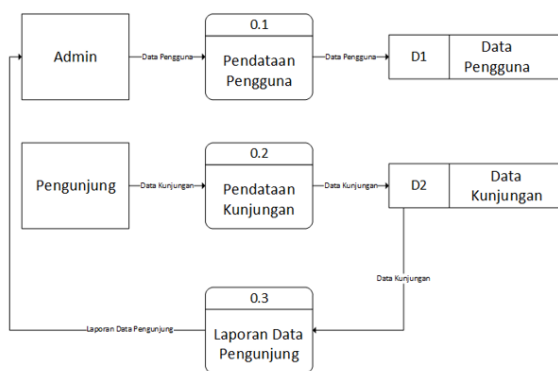 Admin
Data Pengguna
0.1
Pendataan
Pengguna
Data Pengguna
D1
Data
Pengguna
Pengunjung
Data Kunjungan
0.2
Pendataan
Kunjungan
Data Kunjungan
D2
Data
Kunjungan
Data Kunjungan
0.3
Laporan Data
Pengunjung
Laporan Data Pengunjung